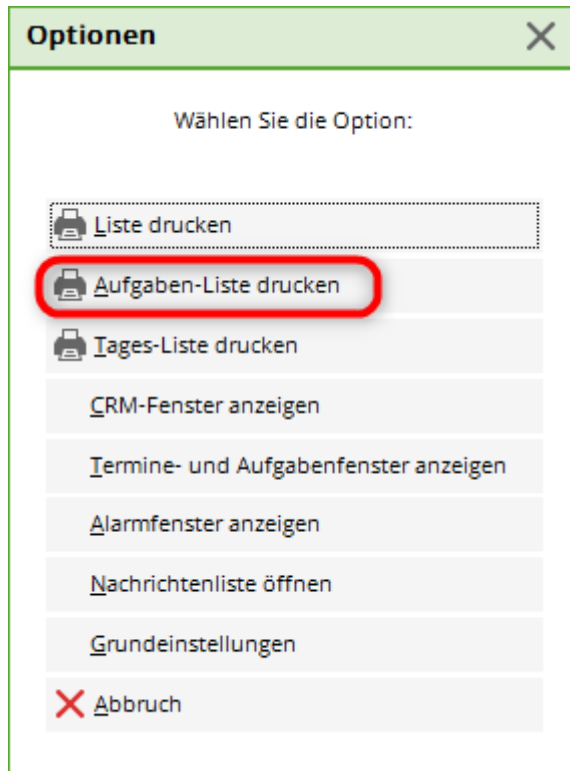 Optionen
Wählen Sie die Option:
Liste drucken
Aufgaben-Liste drucken
Tages-Liste drucken
CRM-Fenster anzeigen
Termine- und Aufgabenfenster anzeigen
Alarmfenster anzeigen
Nachrichtenliste öffnen
Grundeinstellungen
Abbruch